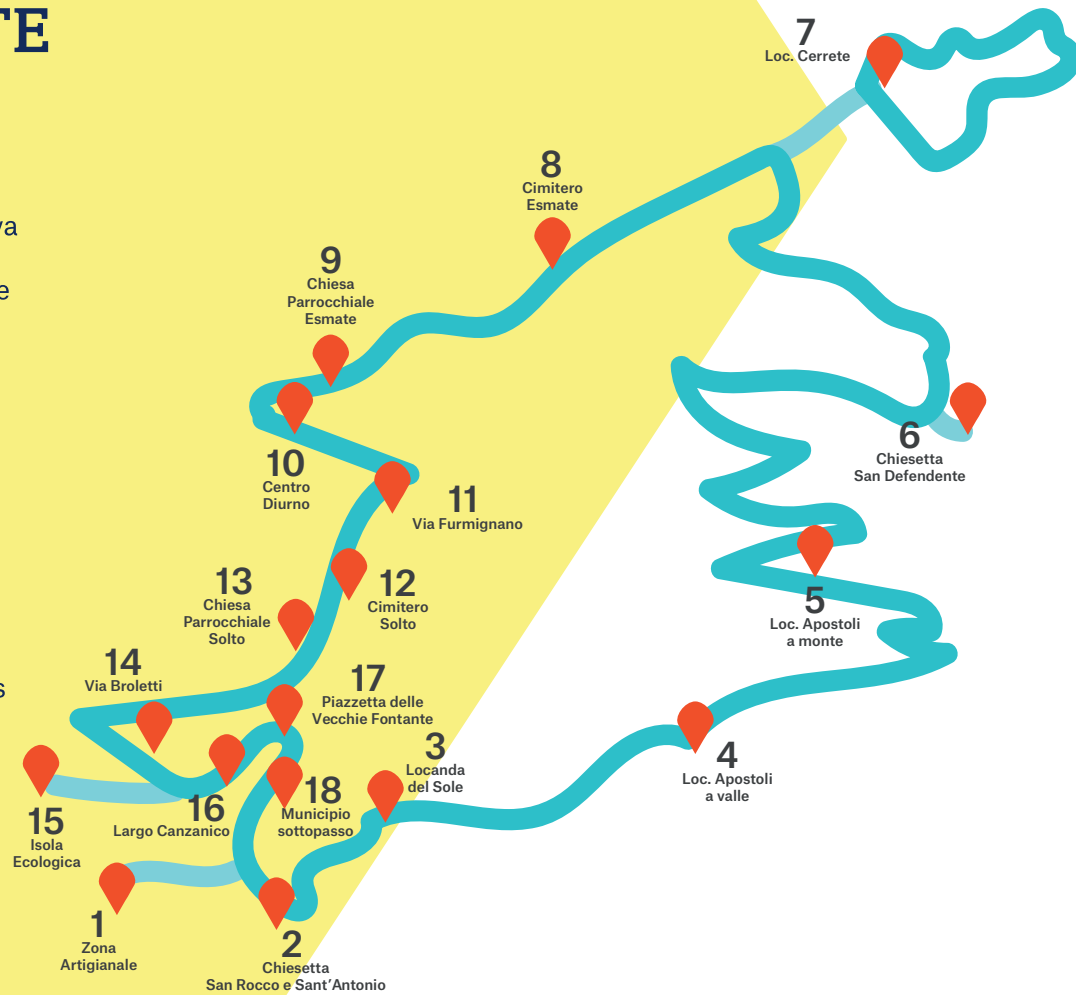 TE
va
e
s
7
Loc. Cerrete
8
Cimitero
Esmate
9
Chiesa
Parrocchiale
Esmate
10
Centro
Diurno
11
Via Furmignano
6
Chiesetta
San Defendente
12
Cimitero
Solto
13
Chiesa
Parrocchiale
Solto
5
Loc. Apostoli
a monte
14
Via Broletti
17
Piazzetta delle
Vecchie Fontante
3
Locanda
del Sole
4
Loc. Apostoli
a valle
18
Municipio
sottopasso
16
Largo Canzanico
15
Isola
Ecologica
1
Zona
Artigianale
2
Chiesetta
San Rocco e Sant'Antonio